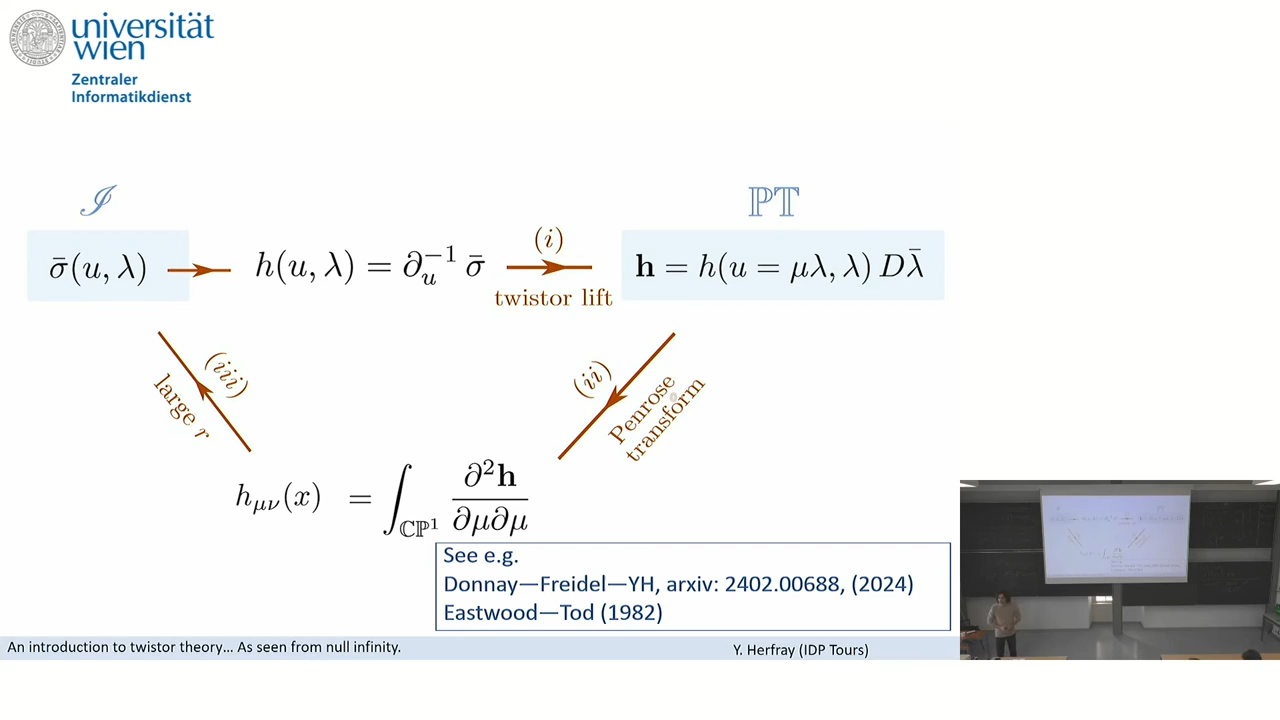 universität
wien
Zentraler
Informatikdienst
ℐ
ℙ𝕋
σ̄(u, λ)
h(u, λ) = ∂ᵤ⁻¹ σ̄
(i)
twistor lift
𝐡 = h(u = μλ, λ) Dλ̄
(iii)
large r
(ii)
Penrose
transform
h_{μν}(x) = ∫_{ℂℙ¹} ∂²𝐡 / ∂μ∂μ
See e.g.
Donnay—Freidel—YH, arxiv: 2402.00688, (2024)
Eastwood—Tod (1982)
An introduction to twistor theory... As seen from null infinity.
Y. Herfray (IDP Tours)